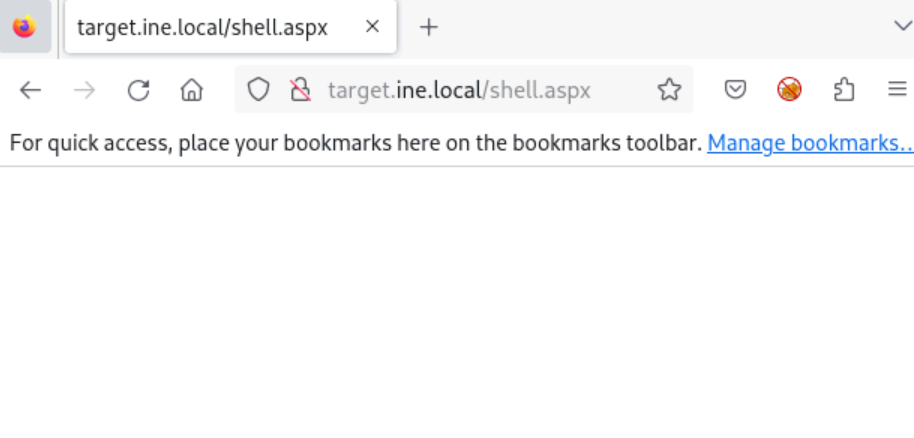 target.ine.local/shell.aspx
target.ine.local/shell.aspx
For quick access, place your bookmarks here on the bookmarks toolbar. Manage bookmarks…